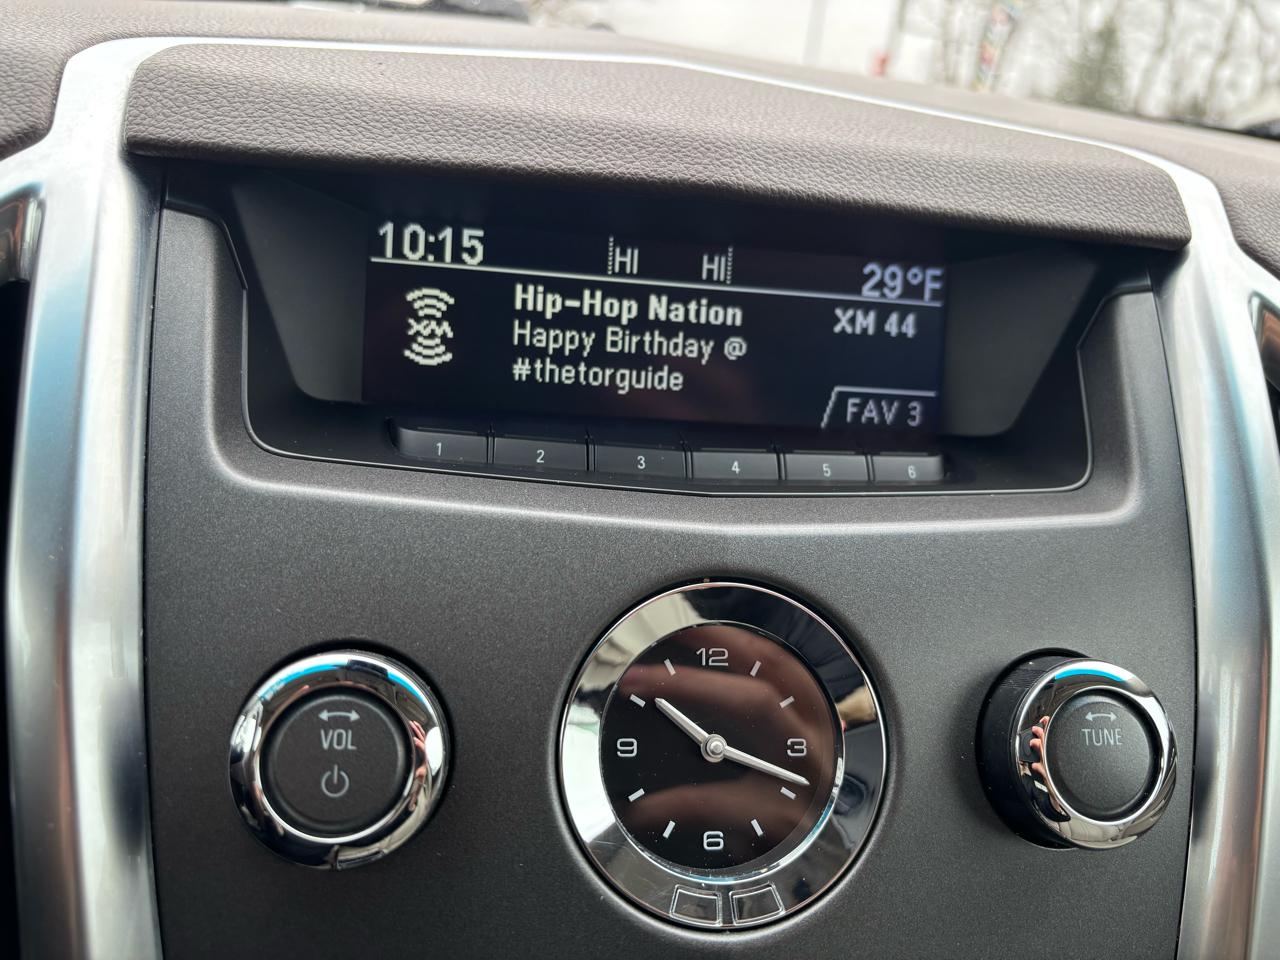 10:15 HI HI 29°F
XM
Hip-Hop Nation XM 44
Happy Birthday @
#thetorguide
FAV 3
1 2 3 4 5 6
VOL
12
9 3
6
TUNE